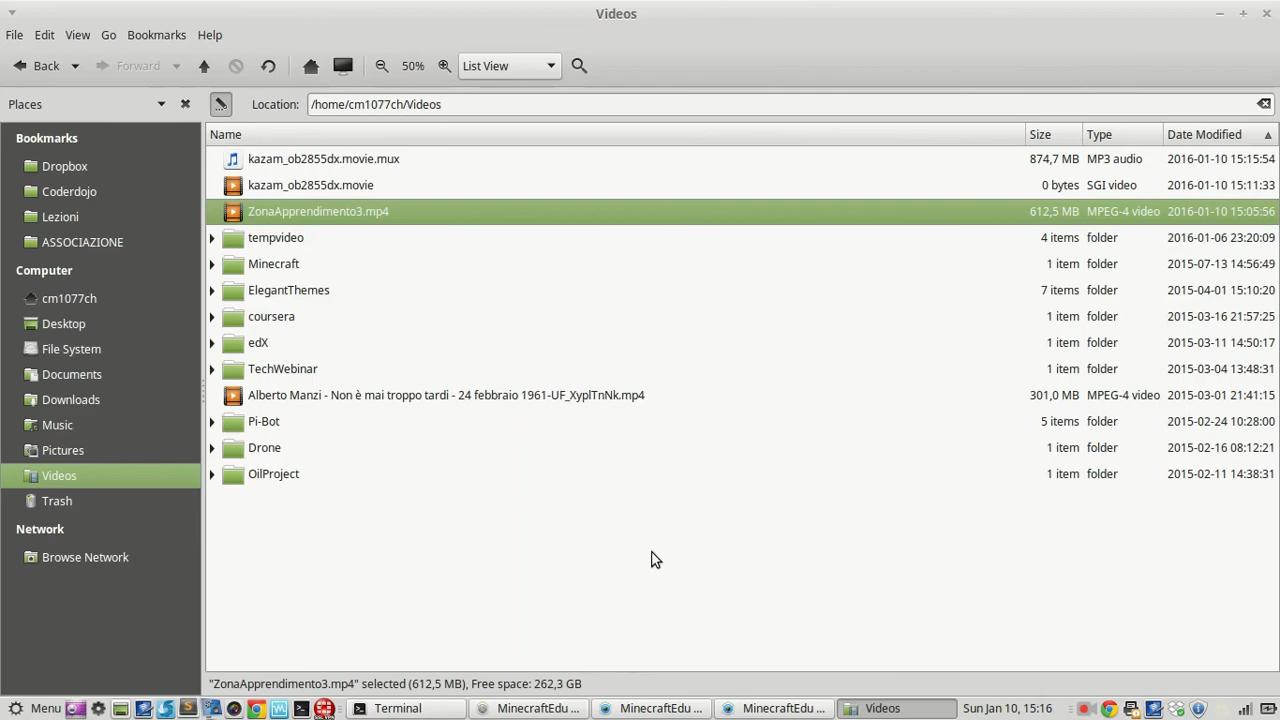 Videos
File Edit View Go Bookmarks Help
Back Forward 50% List View
Places Location: /home/cm1077ch/Videos
Name Size Type Date Modified
Bookmarks
Dropbox
Coderdojo
Lezioni
ASSOCIAZIONE
Computer
cm1077ch
Desktop
File System
Documents
Downloads
Music
Pictures
Videos
Trash
Network
Browse Network
kazam_ob2855dx.movie.mux 874,7 MB MP3 audio 2016-01-10 15:15:54
kazam_ob2855dx.movie 0 bytes SGI video 2016-01-10 15:11:33
ZonaApprendimento3.mp4 612,5 MB MPEG-4 video 2016-01-10 15:05:56
tempvideo 4 items folder 2016-01-06 23:20:09
Minecraft 1 item folder 2015-07-13 14:56:49
ElegantThemes 7 items folder 2015-04-01 15:10:20
coursera 1 item folder 2015-03-16 21:57:25
edX 1 item folder 2015-03-11 14:50:17
TechWebinar 1 item folder 2015-03-04 13:48:31
Alberto Manzi - Non è mai troppo tardi - 24 febbraio 1961-UF_XyplTnNk.mp4 301,0 MB MPEG-4 video 2015-03-01 21:41:15
Pi-Bot 5 items folder 2015-02-24 10:28:00
Drone 1 item folder 2015-02-16 08:12:21
OilProject 1 item folder 2015-02-11 14:38:31
"ZonaApprendimento3.mp4" selected (612,5 MB), Free space: 262,3 GB
Menu Terminal MinecraftEdu ... MinecraftEdu ... MinecraftEdu ... Videos Sun Jan 10, 15:16